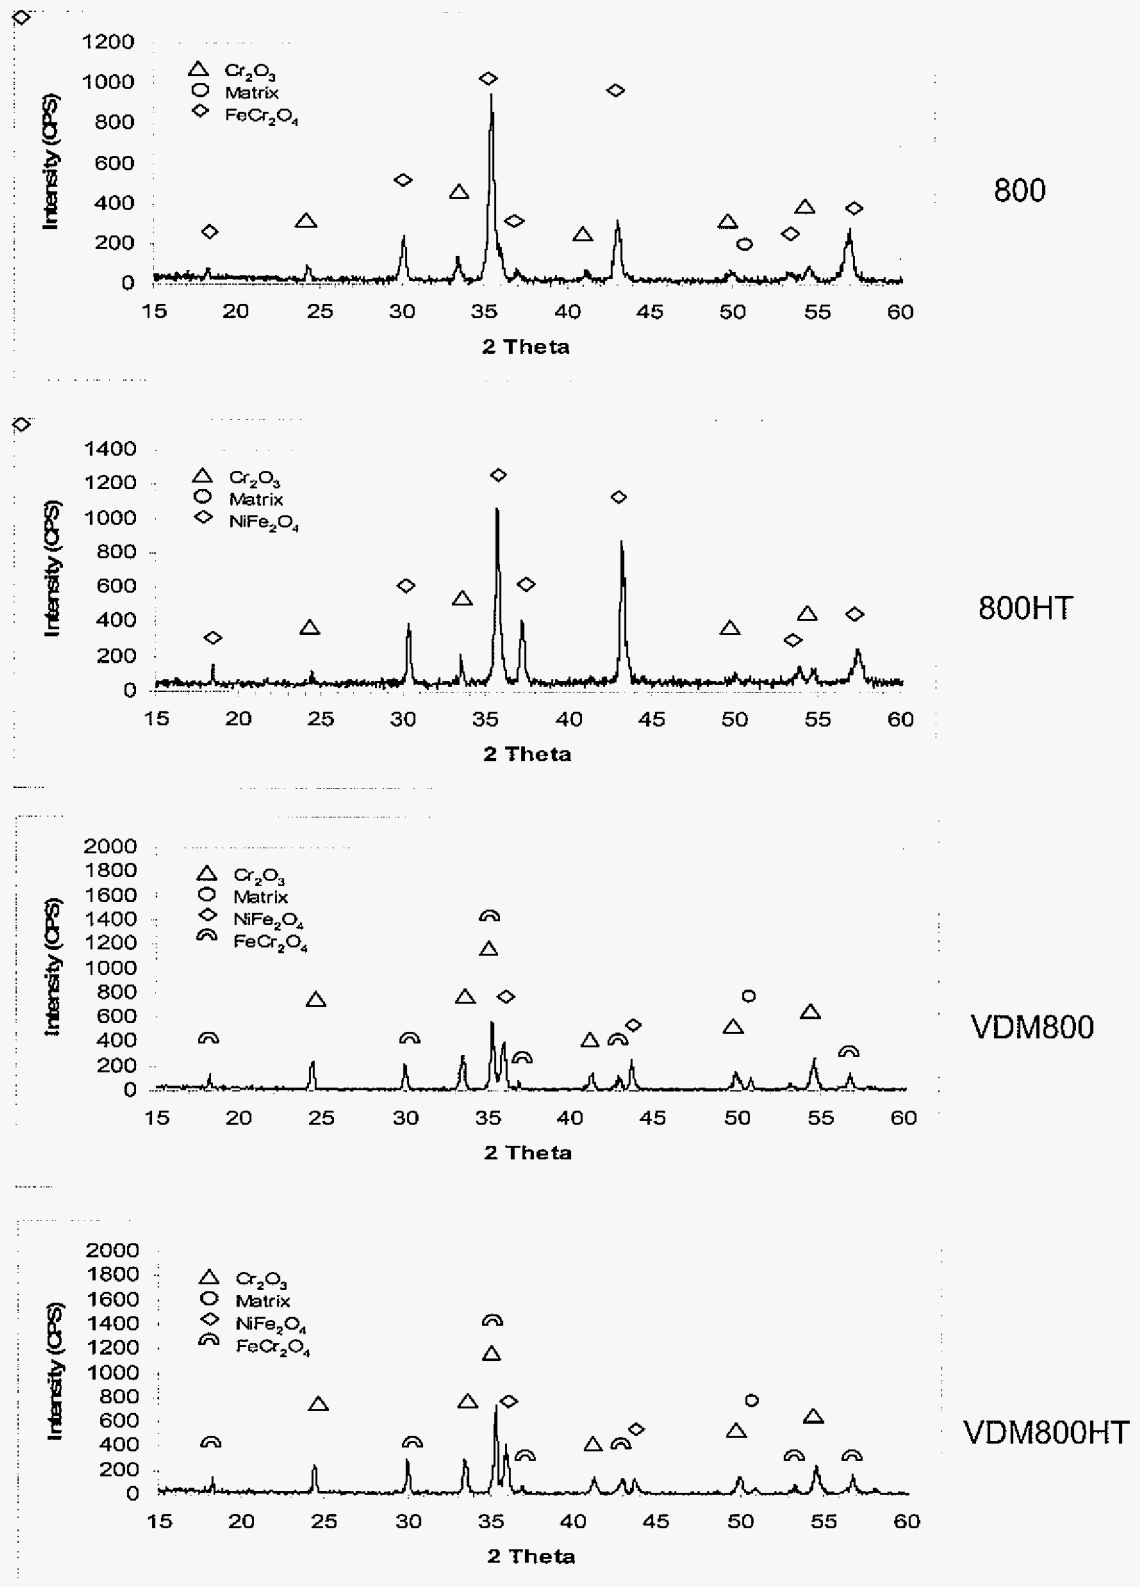 1200
1000
800
600
400
200
0
Intensity (CPS)
Cr₂O₃
Matrix
FeCr₂O₄
15 20 25 30 35 40 45 50 55 60
2 Theta
800
1400
1200
1000
800
600
400
200
0
Intensity (CPS)
Cr₂O₃
Matrix
NiFe₂O₄
15 20 25 30 35 40 45 50 55 60
2 Theta
800HT
2000
1800
1600
1400
1200
1000
800
600
400
200
0
Intensity (CPS)
Cr₂O₃
Matrix
NiFe₂O₄
FeCr₂O₄
15 20 25 30 35 40 45 50 55 60
2 Theta
VDM800
2000
1800
1600
1400
1200
1000
800
600
400
200
0
Intensity (CPS)
Cr₂O₃
Matrix
NiFe₂O₄
FeCr₂O₄
15 20 25 30 35 40 45 50 55 60
2 Theta
VDM800HT